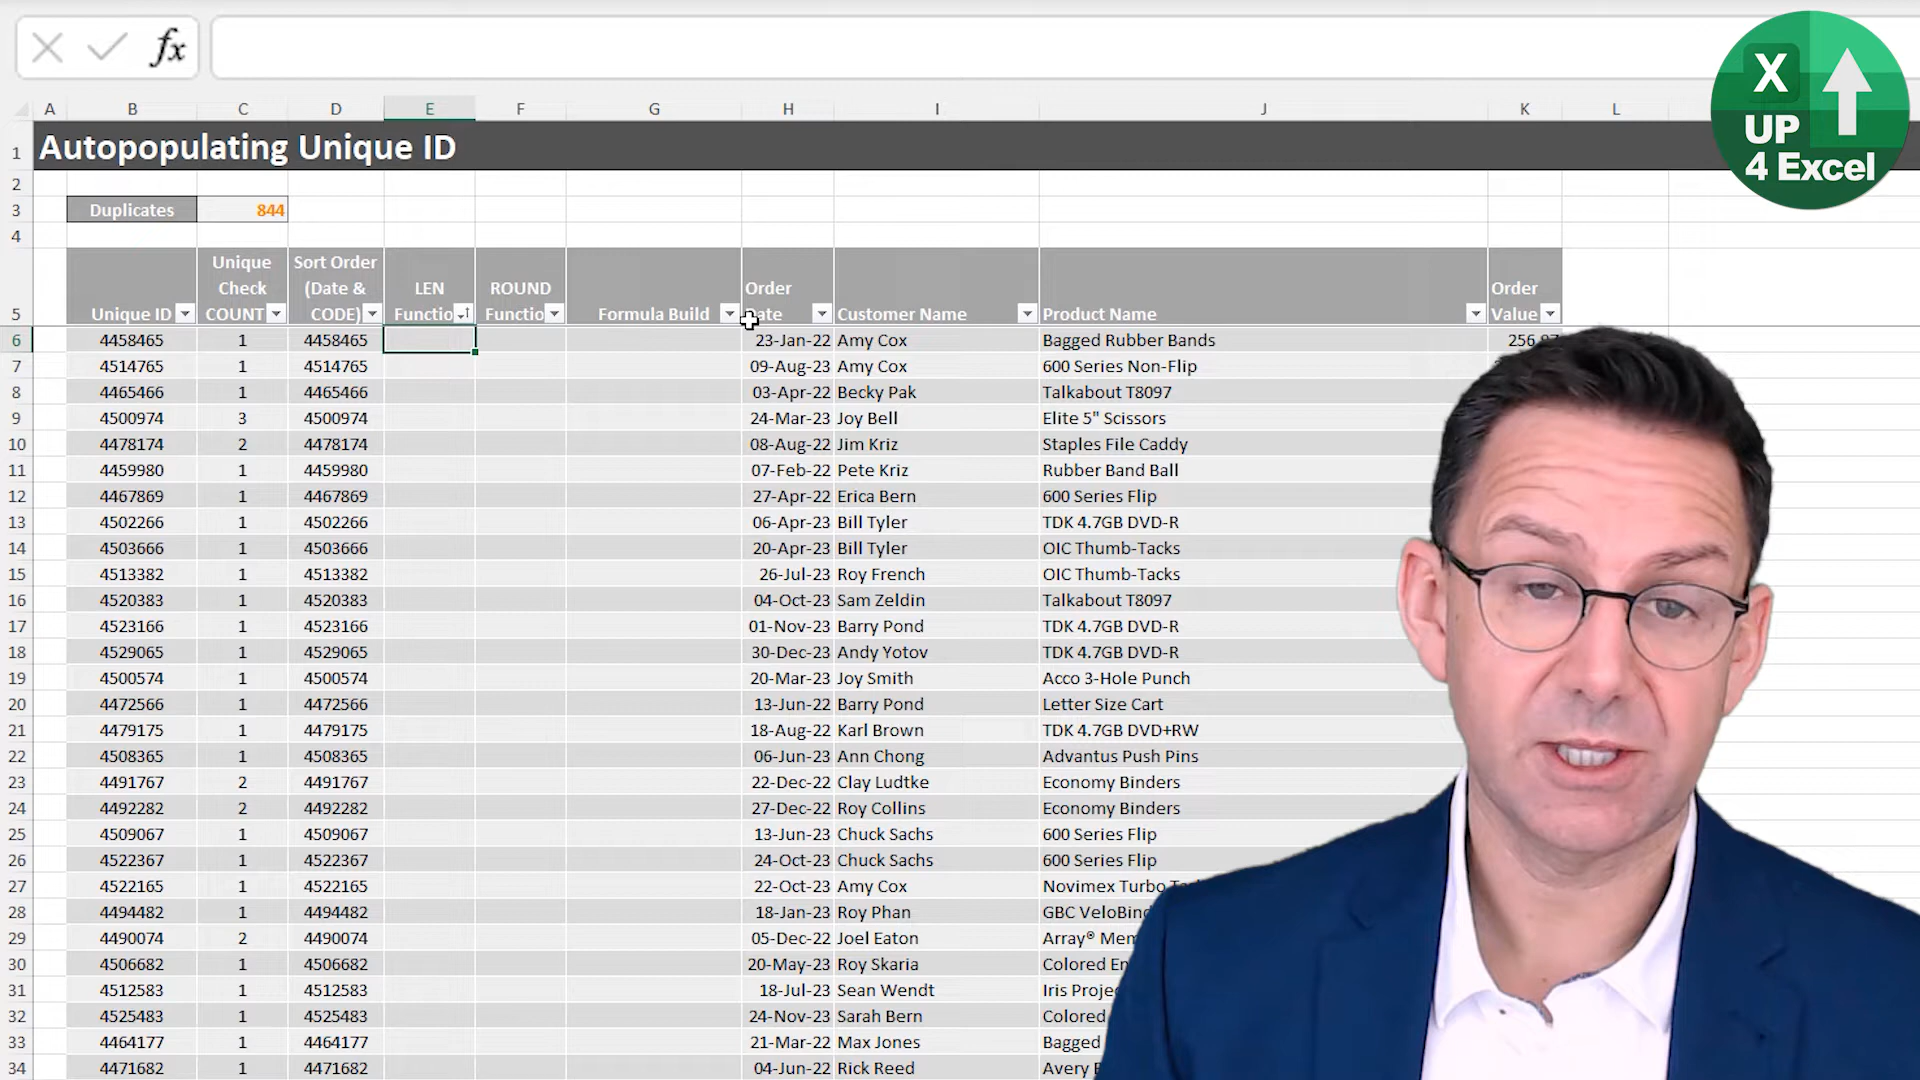 fx
X
UP
4 Excel
A B C D E F G H I J K L
1 Autopopulating Unique ID
2
3 Duplicates 844
4
5 Unique ID Unique Check COUNT Sort Order (Date & CODE) LEN Functio ROUND Functio Formula Build Order Customer Name Product Name Order Value
6 4458465 1 4458465 23-Jan-22 Amy Cox Bagged Rubber Bands
7 4514765 1 4514765 09-Aug-23 Amy Cox 600 Series Non-Flip
8 4465466 1 4465466 03-Apr-22 Becky Pak Talkabout T8097
9 4500974 3 4500974 24-Mar-23 Joy Bell Elite 5" Scissors
10 4478174 2 4478174 08-Aug-22 Jim Kriz Staples File Caddy
11 4459980 1 4459980 07-Feb-22 Pete Kriz Rubber Band Ball
12 4467869 1 4467869 27-Apr-22 Erica Bern 600 Series Flip
13 4502266 1 4502266 06-Apr-23 Bill Tyler TDK 4.7GB DVD-R
14 4503666 1 4503666 20-Apr-23 Bill Tyler OIC Thumb-Tacks
15 4513382 1 4513382 26-Jul-23 Roy French OIC Thumb-Tacks
16 4520383 1 4520383 04-Oct-23 Sam Zeldin Talkabout T8097
17 4523166 1 4523166 01-Nov-23 Barry Pond TDK 4.7GB DVD-R
18 4529065 1 4529065 30-Dec-23 Andy Yotov TDK 4.7GB DVD-R
19 4500574 1 4500574 20-Mar-23 Joy Smith Acco 3-Hole Punch
20 4472566 1 4472566 13-Jun-22 Barry Pond Letter Size Cart
21 4479175 1 4479175 18-Aug-22 Karl Brown TDK 4.7GB DVD+RW
22 4508365 1 4508365 06-Jun-23 Ann Chong Advantus Push Pins
23 4491767 2 4491767 22-Dec-22 Clay Ludtke Economy Binders
24 4492282 2 4492282 27-Dec-22 Roy Collins Economy Binders
25 4509067 1 4509067 13-Jun-23 Chuck Sachs 600 Series Flip
26 4522367 1 4522367 24-Oct-23 Chuck Sachs 600 Series Flip
27 4522165 1 4522165 22-Oct-23 Amy Cox Novimex Turbo
28 4494482 1 4494482 18-Jan-23 Roy Phan GBC VeloBind
29 4490074 2 4490074 05-Dec-22 Joel Eaton Array® Mem
30 4506682 1 4506682 20-May-23 Roy Skaria Colored En
31 4512583 1 4512583 18-Jul-23 Sean Wendt Iris Proje
32 4525483 1 4525483 24-Nov-23 Sarah Bern Colored
33 4464177 1 4464177 21-Mar-22 Max Jones Bagged
34 4471682 1 4471682 04-Jun-22 Rick Reed Avery